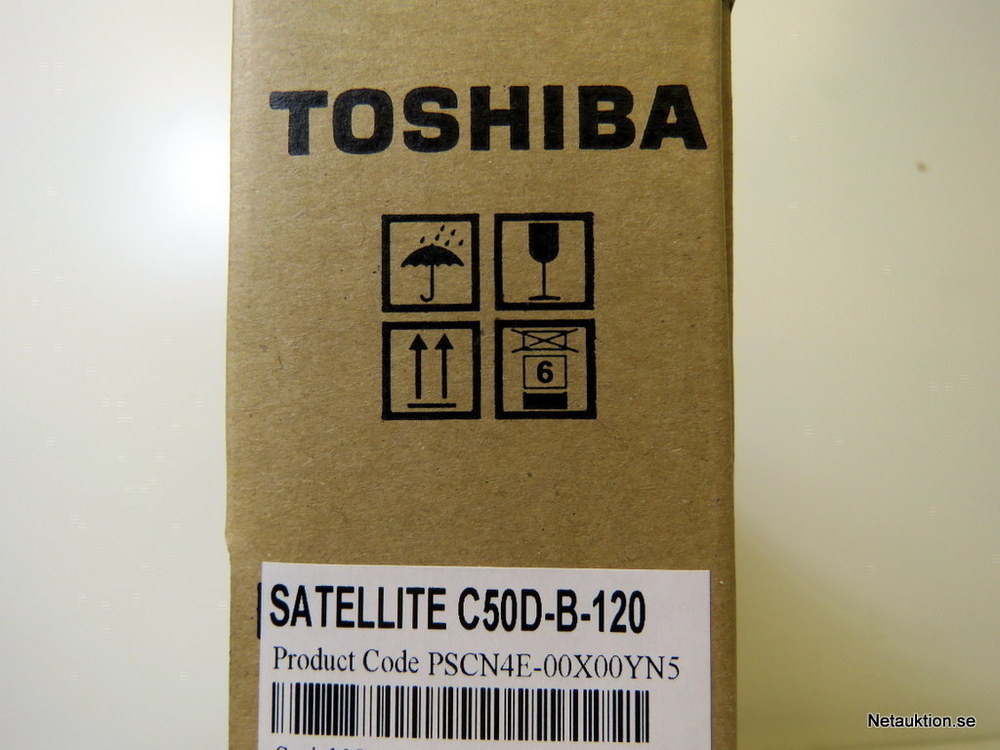 TOSHIBA
6
SATELLITE C50D-B-120
Product Code PSCN4E-00X00YN5
Netauktion.se